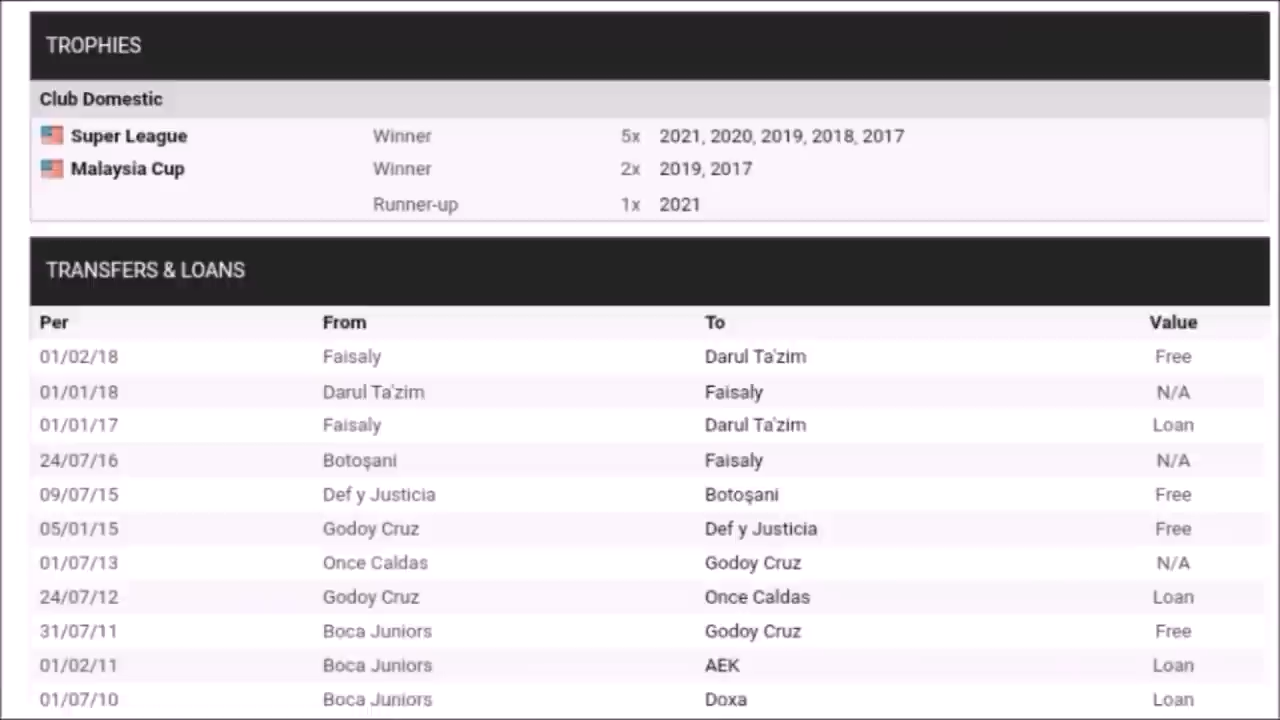 TROPHIES
Club Domestic
Super League Winner 5x 2021, 2020, 2019, 2018, 2017
Malaysia Cup Winner 2x 2019, 2017
Runner-up 1x 2021
TRANSFERS & LOANS
Per From To Value
01/02/18 Faisaly Darul Ta'zim Free
01/01/18 Darul Ta'zim Faisaly N/A
01/01/17 Faisaly Darul Ta'zim Loan
24/07/16 Botoşani Faisaly N/A
09/07/15 Def y Justicia Botoşani Free
05/01/15 Godoy Cruz Def y Justicia Free
01/07/13 Once Caldas Godoy Cruz N/A
24/07/12 Godoy Cruz Once Caldas Loan
31/07/11 Boca Juniors Godoy Cruz Free
01/02/11 Boca Juniors AEK Loan
01/07/10 Boca Juniors Doxa Loan